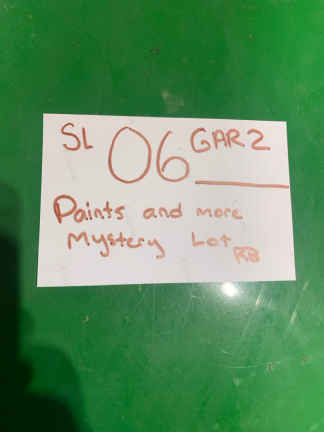 SL 06 GAR2
Paints and more
Mystery Lot
RB